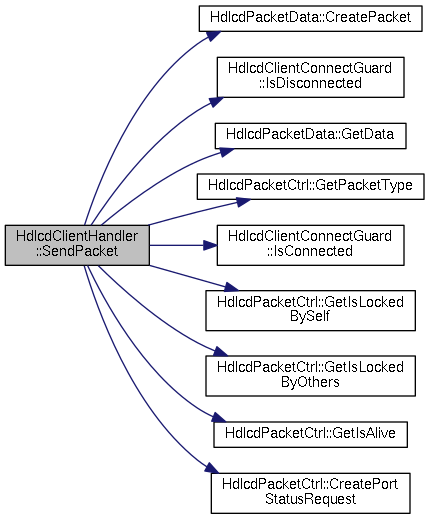 HdlcdPacketData::CreatePacket
HdlcdClientConnectGuard
::IsDisconnected
HdlcdPacketData::GetData
HdlcdPacketCtrl::GetPacketType
HdlcdClientHandler
::SendPacket
HdlcdClientConnectGuard
::IsConnected
HdlcdPacketCtrl::GetIsLocked
BySelf
HdlcdPacketCtrl::GetIsLocked
ByOthers
HdlcdPacketCtrl::GetIsAlive
HdlcdPacketCtrl::CreatePort
StatusRequest